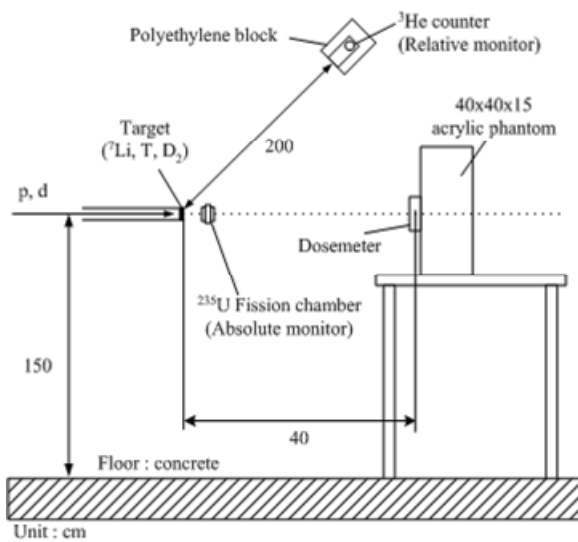 ³He counter
Polyethylene block
(Relative monitor)
40x40x15
acrylic phantom
Target
(⁷Li, T, D₂)
200
p, d
Dosemeter
²³⁵U Fission chamber
(Absolute monitor)
150
40
Floor : concrete
Unit : cm